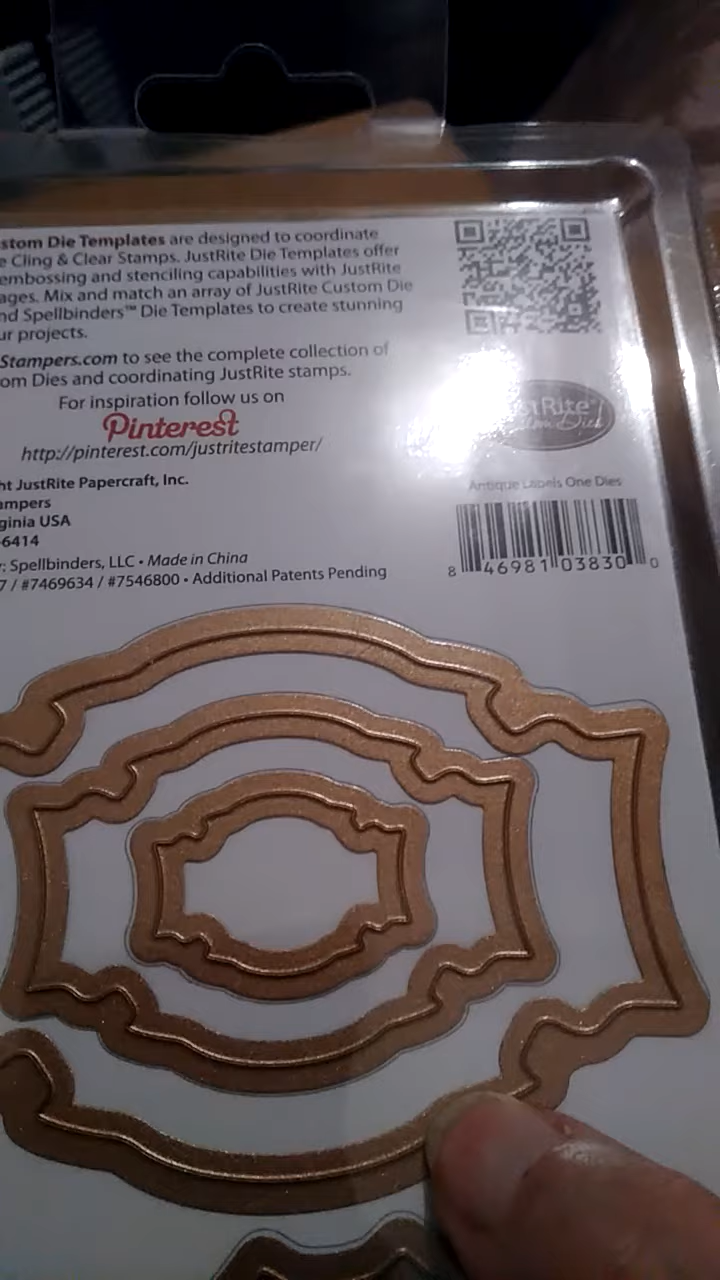 stom Die Templates are designed to coordinate
e Cling & Clear Stamps. JustRite Die Templates offer
embossing and stenciling capabilities with JustRite
ages. Mix and match an array of JustRite Custom Die
nd Spellbinders™ Die Templates to create stunning
ur projects.
Stampers.com to see the complete collection of
om Dies and coordinating JustRite stamps.
For inspiration follow us on
Pinterest
http://pinterest.com/justritestamper/
ht JustRite Papercraft, Inc.
ampers
ginia USA
-6414
: Spellbinders, LLC • Made in China
7 / #7469634 / #7546800 • Additional Patents Pending
stRite
Dies
Antique Labels One Dies
8 46981 03830 0